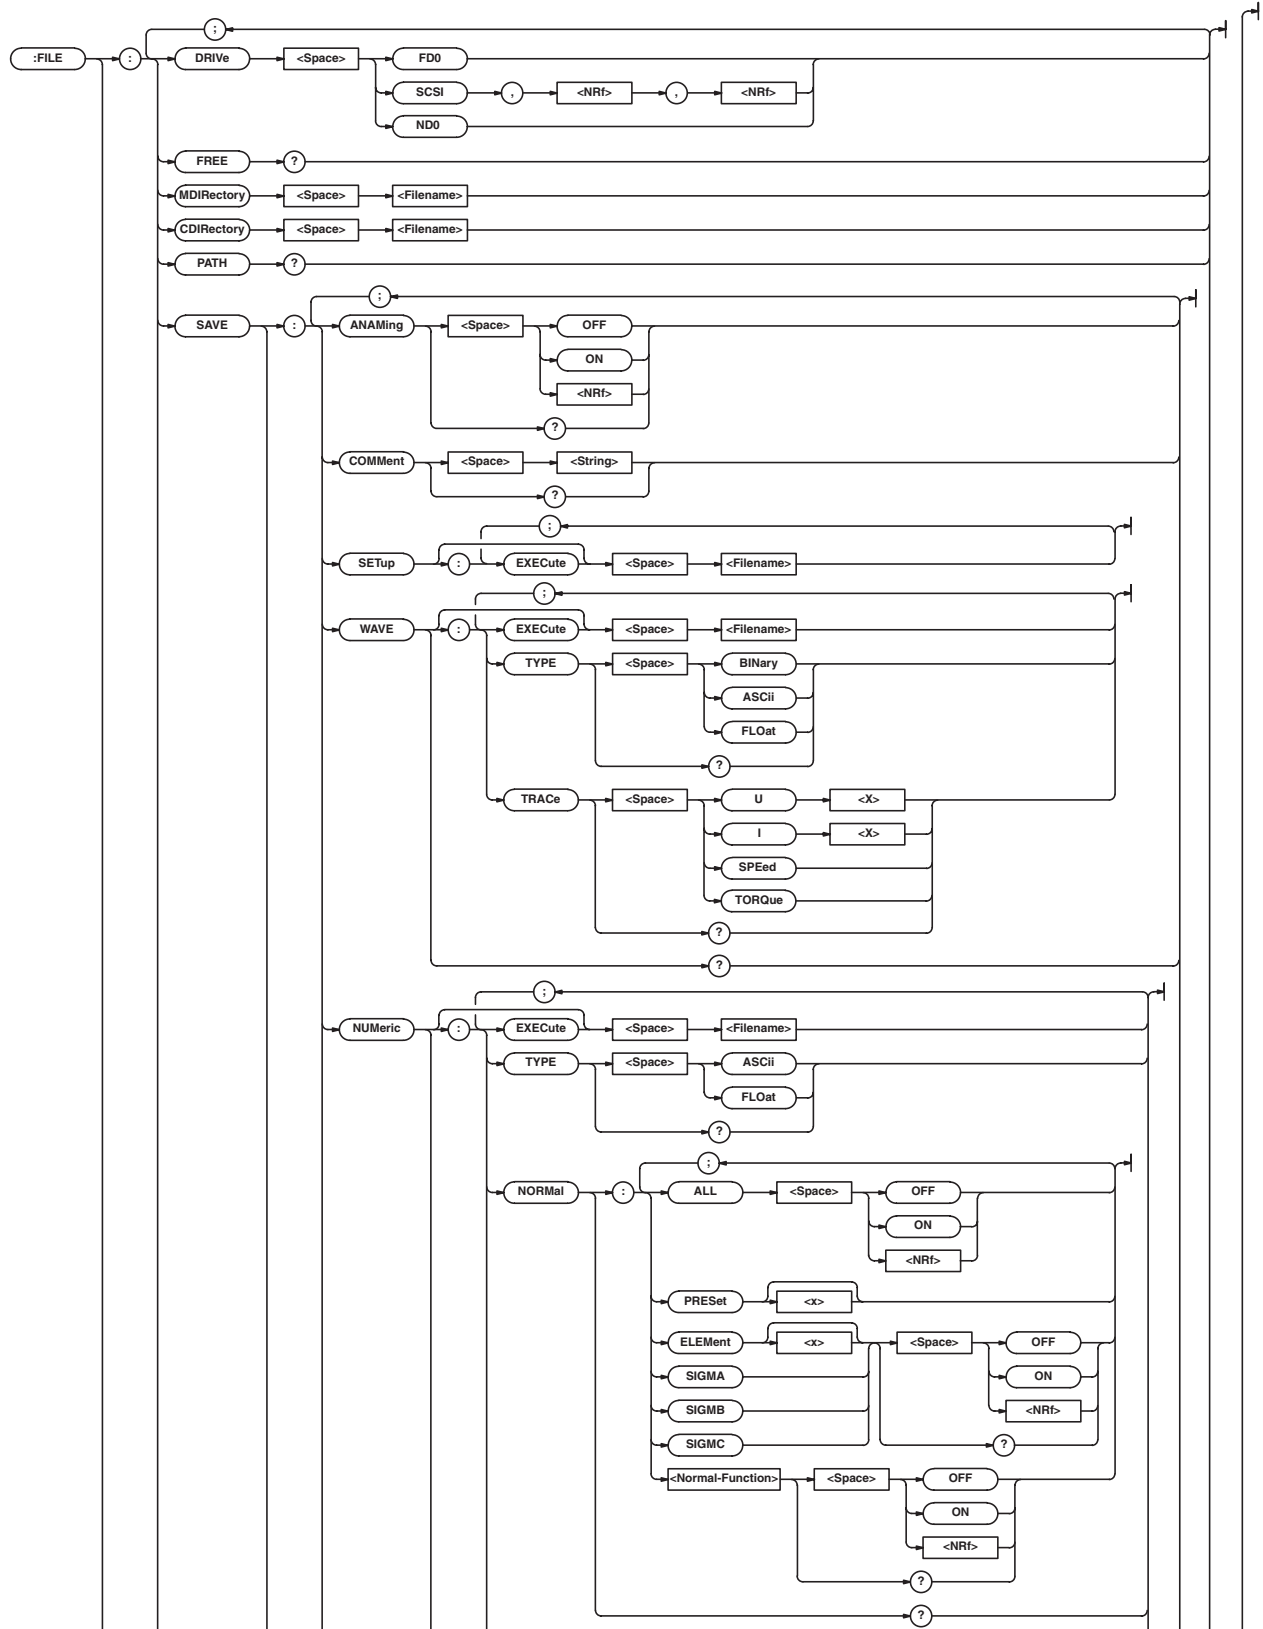 ;
:FILE : DRIVe <Space> FD0
SCSI , <NRf> , <NRf>
ND0
FREE ?
MDIRectory <Space> <Filename>
CDIRectory <Space> <Filename>
PATH ?
;
SAVE : ANAMing <Space> OFF
ON
<NRf>
?
COMMent <Space> <String>
?
;
SETup : EXECute <Space> <Filename>
;
WAVE : EXECute <Space> <Filename>
TYPE <Space> BINary
ASCii
FLOat
?
TRACe <Space> U <X>
I <X>
SPEed
TORQue
?
?
;
NUMeric : EXECute <Space> <Filename>
TYPE <Space> ASCii
FLOat
?
;
NORMal : ALL <Space> OFF
ON
<NRf>
PRESet <x>
ELEMent <x> <Space> OFF
SIGMA ON
SIGMB <NRf>
SIGMC ?
<Normal-Function> <Space> OFF
ON
<NRf>
?
?